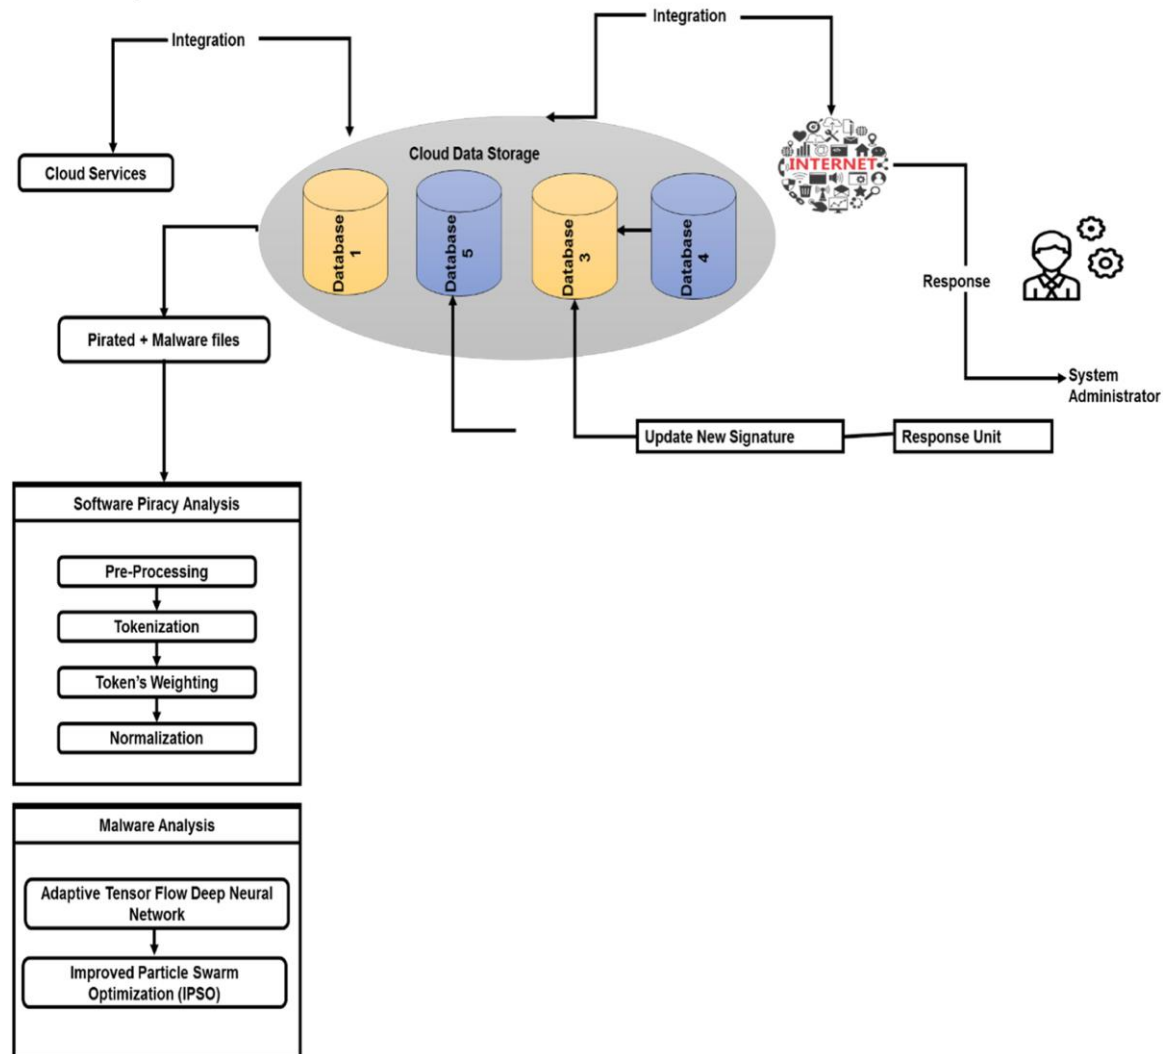 Integration
Integration
Cloud Data Storage
INTERNET
Cloud Services
Database
1
Database
5
Database
3
Database
4
Response
Pirated + Malware files
System
Administrator
Update New Signature
Response Unit
Software Piracy Analysis
Pre-Processing
Tokenization
Token's Weighting
Normalization
Malware Analysis
Adaptive Tensor Flow Deep Neural
Network
Improved Particle Swarm
Optimization (IPSO)